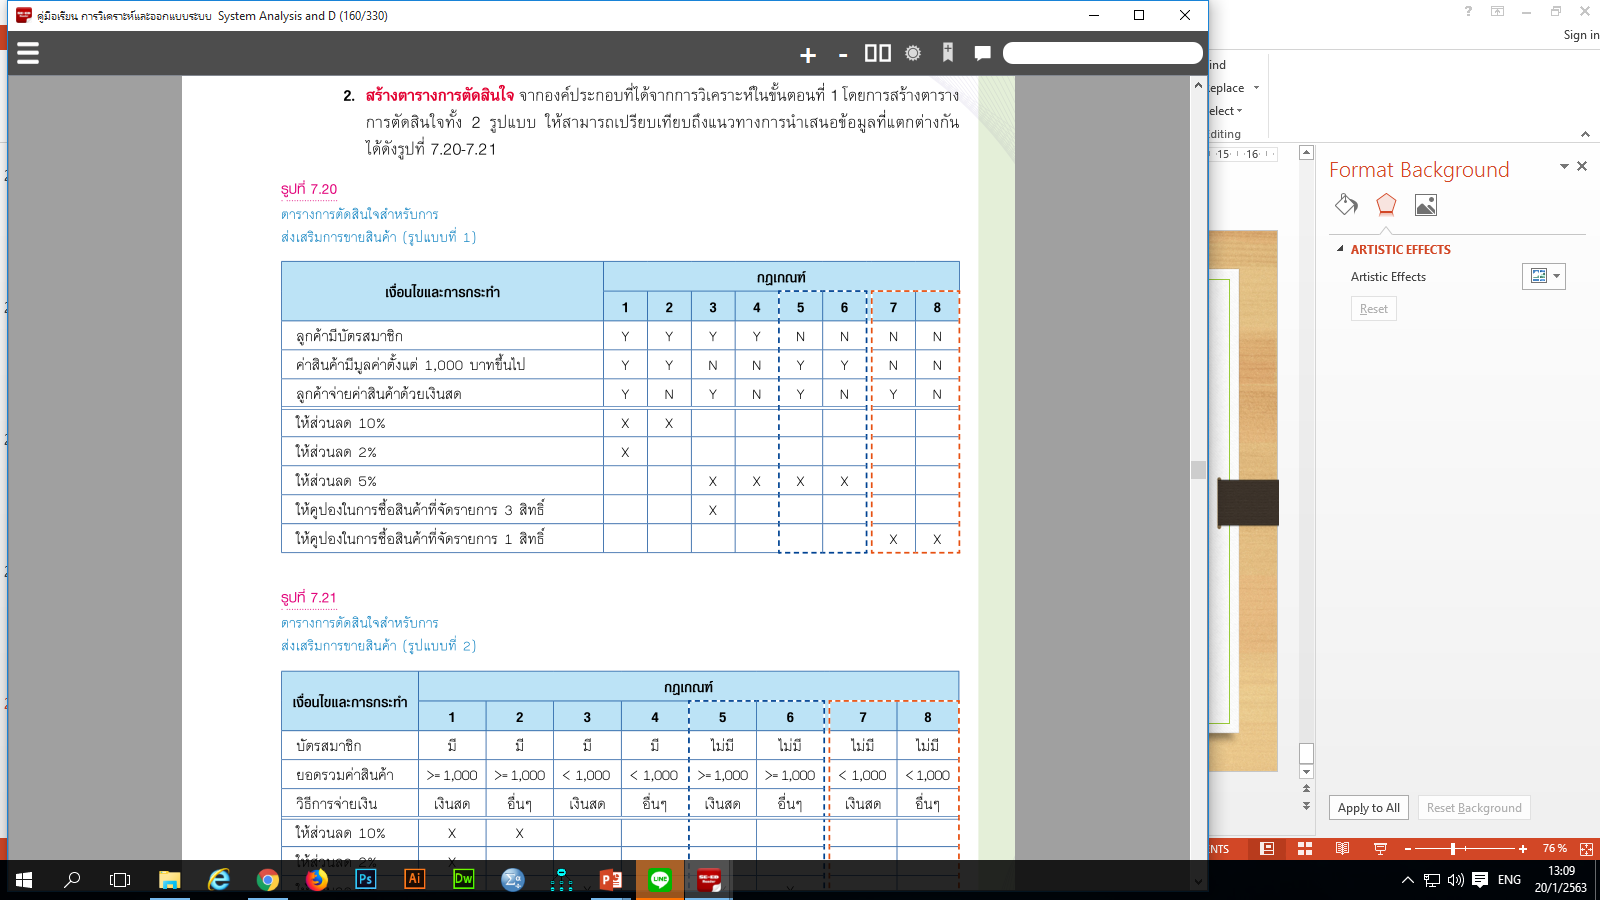 คู่มือเรียน การวิเคราะห์และออกแบบระบบ System Analysis and D (160/330)
Sign in
ind
eplace
elect
diting
15 16
2. สร้างตารางการตัดสินใจ จากองค์ประกอบที่ได้จากการวิเคราะห์ในขั้นตอนที่ 1 โดยการสร้างตาราง
การตัดสินใจทั้ง 2 รูปแบบ ให้สามารถเปรียบเทียบถึงแนวทางการนำเสนอข้อมูลที่แตกต่างกัน
ได้ดังรูปที่ 7.20-7.21
รูปที่ 7.20
ตารางการตัดสินใจสำหรับการ
ส่งเสริมการขายสินค้า (รูปแบบที่ 1)
เงื่อนไขและการกระทำ กฎเกณฑ์
1 2 3 4 5 6 7 8
ลูกค้ามีบัตรสมาชิก Y Y Y Y N N N N
ค่าสินค้ามีมูลค่าตั้งแต่ 1,000 บาทขึ้นไป Y Y N N Y Y N N
ลูกค้าจ่ายค่าสินค้าด้วยเงินสด Y N Y N Y N Y N
ให้ส่วนลด 10% X X
ให้ส่วนลด 2% X
ให้ส่วนลด 5% X X X X
ให้คูปองในการซื้อสินค้าที่จัดรายการ 3 สิทธิ์ X
ให้คูปองในการซื้อสินค้าที่จัดรายการ 1 สิทธิ์ X X
รูปที่ 7.21
ตารางการตัดสินใจสำหรับการ
ส่งเสริมการขายสินค้า (รูปแบบที่ 2)
เงื่อนไขและการกระทำ กฎเกณฑ์
1 2 3 4 5 6 7 8
บัตรสมาชิก มี มี มี มี ไม่มี ไม่มี ไม่มี ไม่มี
ยอดรวมค่าสินค้า >= 1,000 >= 1,000 < 1,000 < 1,000 >= 1,000 >= 1,000 < 1,000 < 1,000
วิธีการจ่ายเงิน เงินสด อื่นๆ เงินสด อื่นๆ เงินสด อื่นๆ เงินสด อื่นๆ
ให้ส่วนลด 10% X X
ให้ส่วนลด 2% X
Format Background
ARTISTIC EFFECTS
Artistic Effects
Reset
Apply to All Reset Background
NTS 76 %
Ps Ai Dw
ENG
13:09
20/1/2563